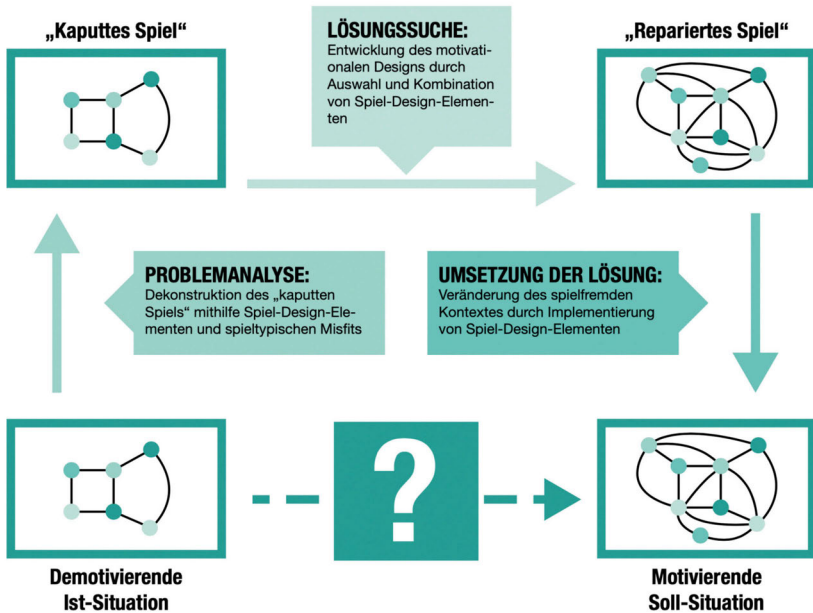 „Kaputtes Spiel“
LÖSUNGSSUCHE:
Entwicklung des motivati-
onalen Designs durch
Auswahl und Kombination
von Spiel-Design-Elemen-
ten
„Repariertes Spiel“
PROBLEMANALYSE:
Dekonstruktion des „kaputten
Spiels“ mithilfe Spiel-Design-Ele-
menten und spieltypischen Misfits
UMSETZUNG DER LÖSUNG:
Veränderung des spielfremden
Kontextes durch Implementierung
von Spiel-Design-Elementen
?
Demotivierende
Ist-Situation
Motivierende
Soll-Situation